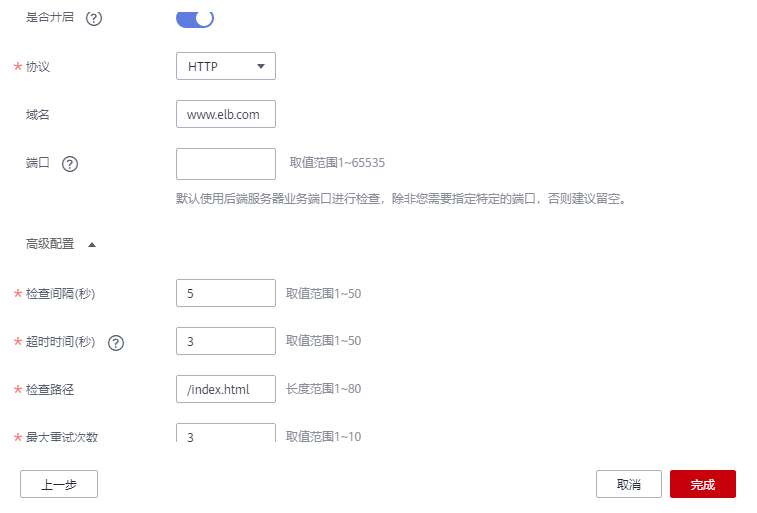 是否开启 ?
* 协议 HTTP
域名 www.elb.com
端口 ? 取值范围1~65535
默认使用后端服务器业务端口进行检查，除非您需要指定特定的端口，否则建议留空。
高级配置
* 检查间隔(秒) 5 取值范围1~50
* 超时时间(秒) ? 3 取值范围1~50
* 检查路径 /index.html 长度范围1~80
* 最大重试次数 3 取值范围1~10
上一步 取消 完成